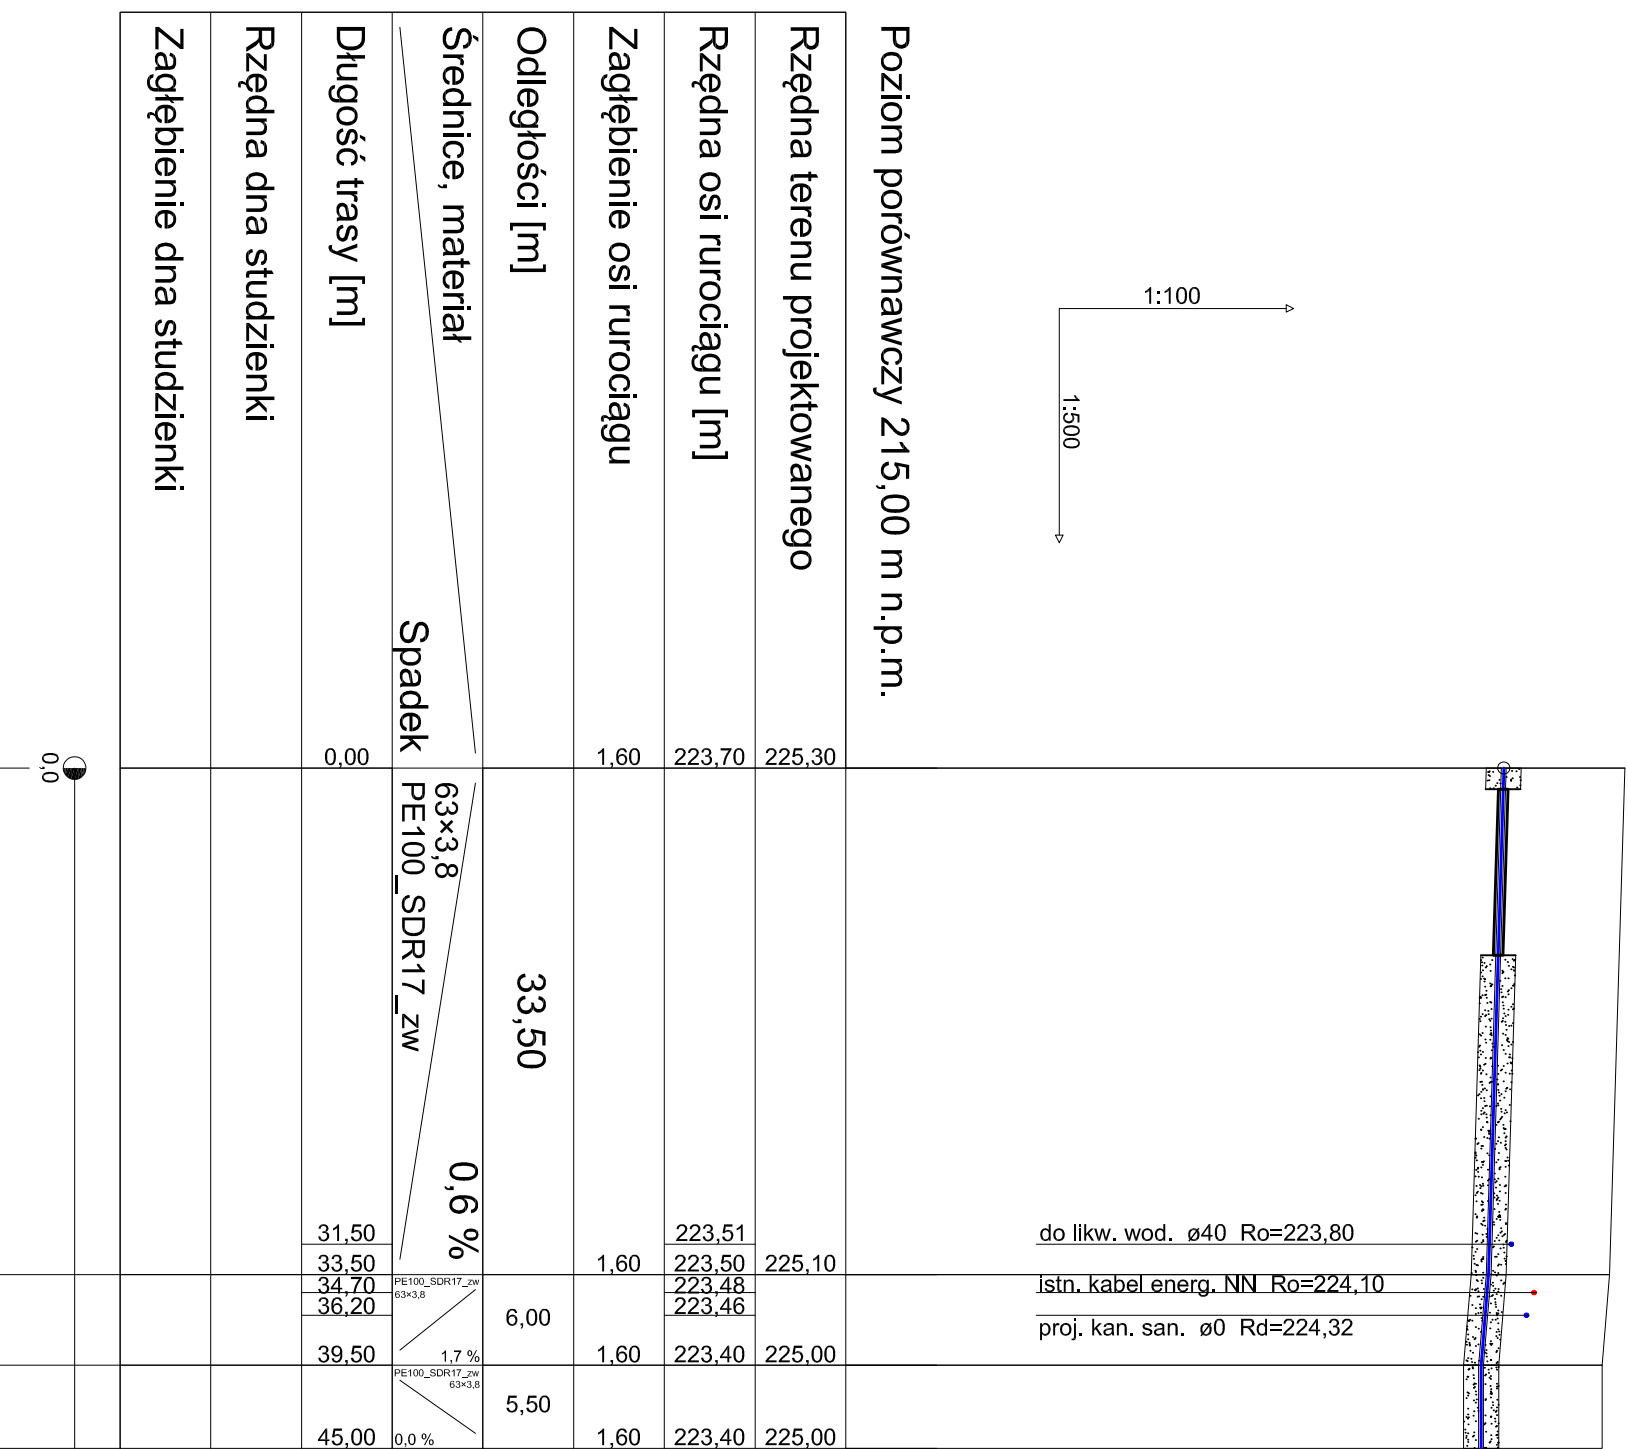 1:100
1:500
Poziom porównawczy 215,00 m n.p.m.
Rzędna terenu projektowanego
225,30
225,10
225,00
225,00
Rzędna osi rurociągu [m]
223,70
223,51
223,50
223,48
223,46
223,40
223,40
Zagłębienie osi rurociągu
1,60
1,60
1,60
1,60
Odległości [m]
33,50
6,00
5,50
Średnice, materiał
Spadek
63×3,8
PE100_SDR17_zw
0,6 %
PE100_SDR17_zw
63×3,8
1,7 %
PE100_SDR17_zw
63×3,8
0,0 %
Długość trasy [m]
0,00
31,50
33,50
34,70
36,20
39,50
45,00
Rzędna dna studzienki
Zagłębienie dna studzienki
0,0
do likw. wod. ø40 Ro=223,80
istn. kabel energ. NN Ro=224,10
proj. kan. san. ø0 Rd=224,32